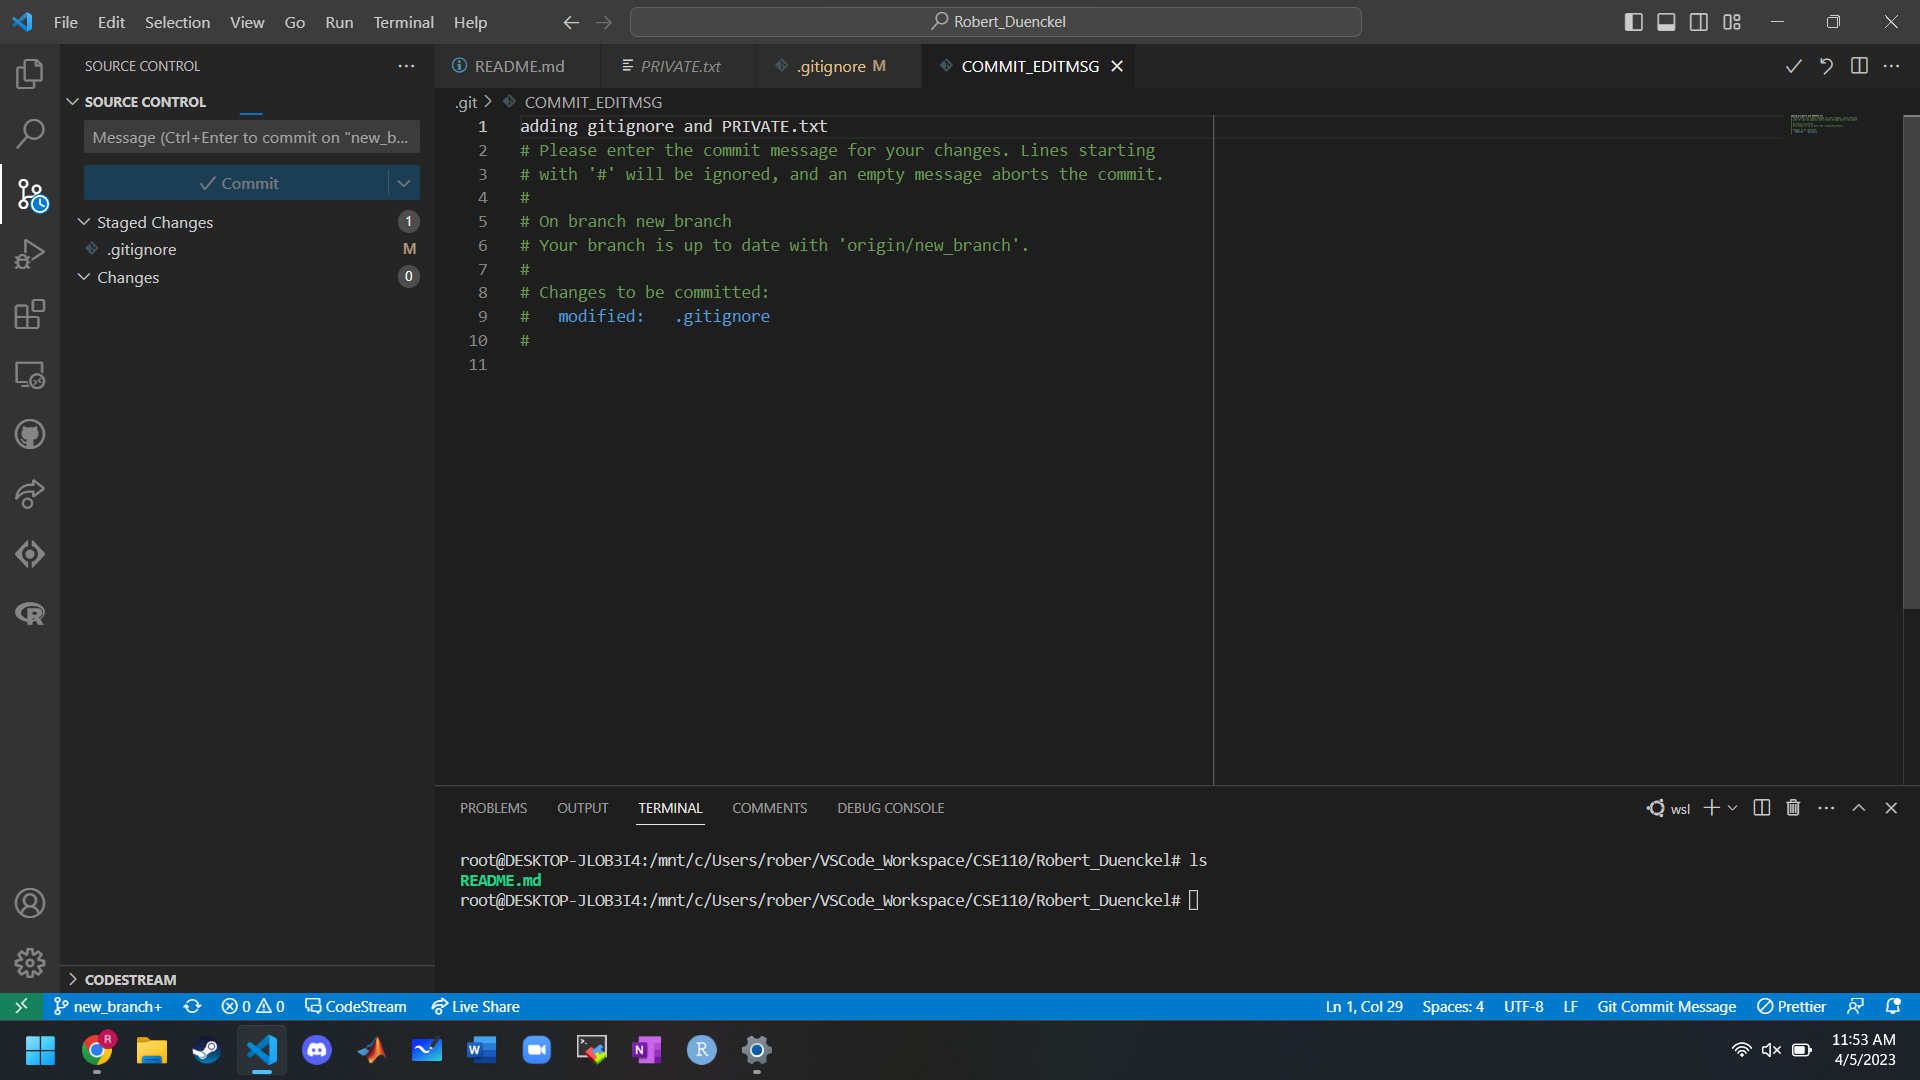 File Edit Selection View Go Run Terminal Help
Robert_Duenckel
SOURCE CONTROL
README.md PRIVATE.txt .gitignore M COMMIT_EDITMSG
SOURCE CONTROL
.git COMMIT_EDITMSG
Message (Ctrl+Enter to commit on "new_b...
Commit
Staged Changes 1
.gitignore M
Changes 0
1 adding gitignore and PRIVATE.txt
2 # Please enter the commit message for your changes. Lines starting
3 # with '#' will be ignored, and an empty message aborts the commit.
4 #
5 # On branch new_branch
6 # Your branch is up to date with 'origin/new_branch'.
7 #
8 # Changes to be committed:
9 # modified: .gitignore
10 #
11
PROBLEMS OUTPUT TERMINAL COMMENTS DEBUG CONSOLE
wsl
root@DESKTOP-JLOB3I4:/mnt/c/Users/rober/VSCode_Workspace/CSE110/Robert_Duenckel# ls
README.md
root@DESKTOP-JLOB3I4:/mnt/c/Users/rober/VSCode_Workspace/CSE110/Robert_Duenckel#
CODESTREAM
new_branch+ 0 0 CodeStream Live Share
Ln 1, Col 29 Spaces: 4 UTF-8 LF Git Commit Message Prettier
11:53 AM
4/5/2023